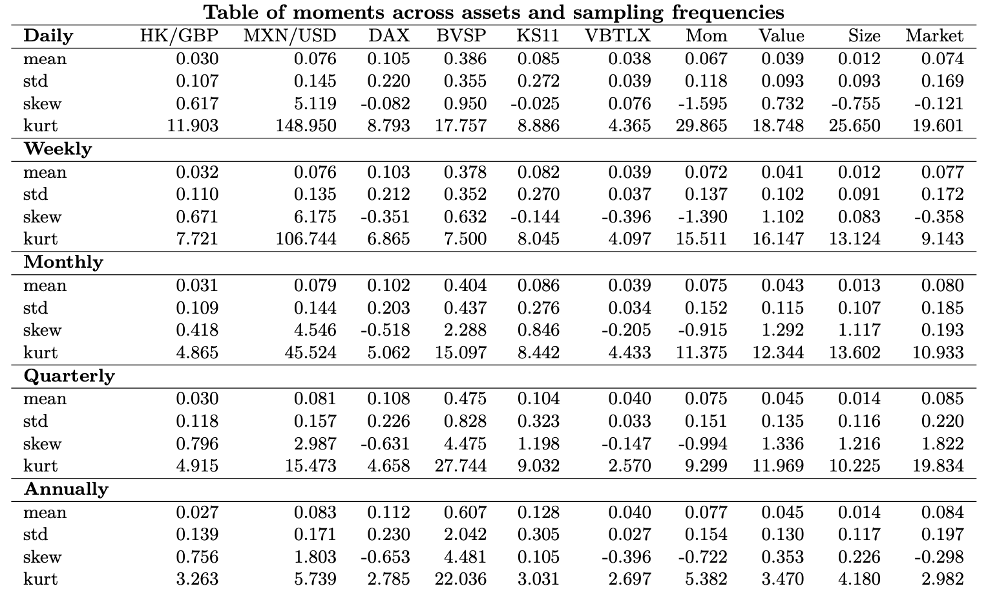 Table of moments across assets and sampling frequencies
Daily HK/GBP MXN/USD DAX BVSP KS11 VBTLX Mom Value Size Market
mean 0.030 0.076 0.105 0.386 0.085 0.038 0.067 0.039 0.012 0.074
std 0.107 0.145 0.220 0.355 0.272 0.039 0.118 0.093 0.093 0.169
skew 0.617 5.119 -0.082 0.950 -0.025 0.076 -1.595 0.732 -0.755 -0.121
kurt 11.903 148.950 8.793 17.757 8.886 4.365 29.865 18.748 25.650 19.601
Weekly
mean 0.032 0.076 0.103 0.378 0.082 0.039 0.072 0.041 0.012 0.077
std 0.110 0.135 0.212 0.352 0.270 0.037 0.137 0.102 0.091 0.172
skew 0.671 6.175 -0.351 0.632 -0.144 -0.396 -1.390 1.102 0.083 -0.358
kurt 7.721 106.744 6.865 7.500 8.045 4.097 15.511 16.147 13.124 9.143
Monthly
mean 0.031 0.079 0.102 0.404 0.086 0.039 0.075 0.043 0.013 0.080
std 0.109 0.144 0.203 0.437 0.276 0.034 0.152 0.115 0.107 0.185
skew 0.418 4.546 -0.518 2.288 0.846 -0.205 -0.915 1.292 1.117 0.193
kurt 4.865 45.524 5.062 15.097 8.442 4.433 11.375 12.344 13.602 10.933
Quarterly
mean 0.030 0.081 0.108 0.475 0.104 0.040 0.075 0.045 0.014 0.085
std 0.118 0.157 0.226 0.828 0.323 0.033 0.151 0.135 0.116 0.220
skew 0.796 2.987 -0.631 4.475 1.198 -0.147 -0.994 1.336 1.216 1.822
kurt 4.915 15.473 4.658 27.744 9.032 2.570 9.299 11.969 10.225 19.834
Annually
mean 0.027 0.083 0.112 0.607 0.128 0.040 0.077 0.045 0.014 0.084
std 0.139 0.171 0.230 2.042 0.305 0.027 0.154 0.130 0.117 0.197
skew 0.756 1.803 -0.653 4.481 0.105 -0.396 -0.722 0.353 0.226 -0.298
kurt 3.263 5.739 2.785 22.036 3.031 2.697 5.382 3.470 4.180 2.982